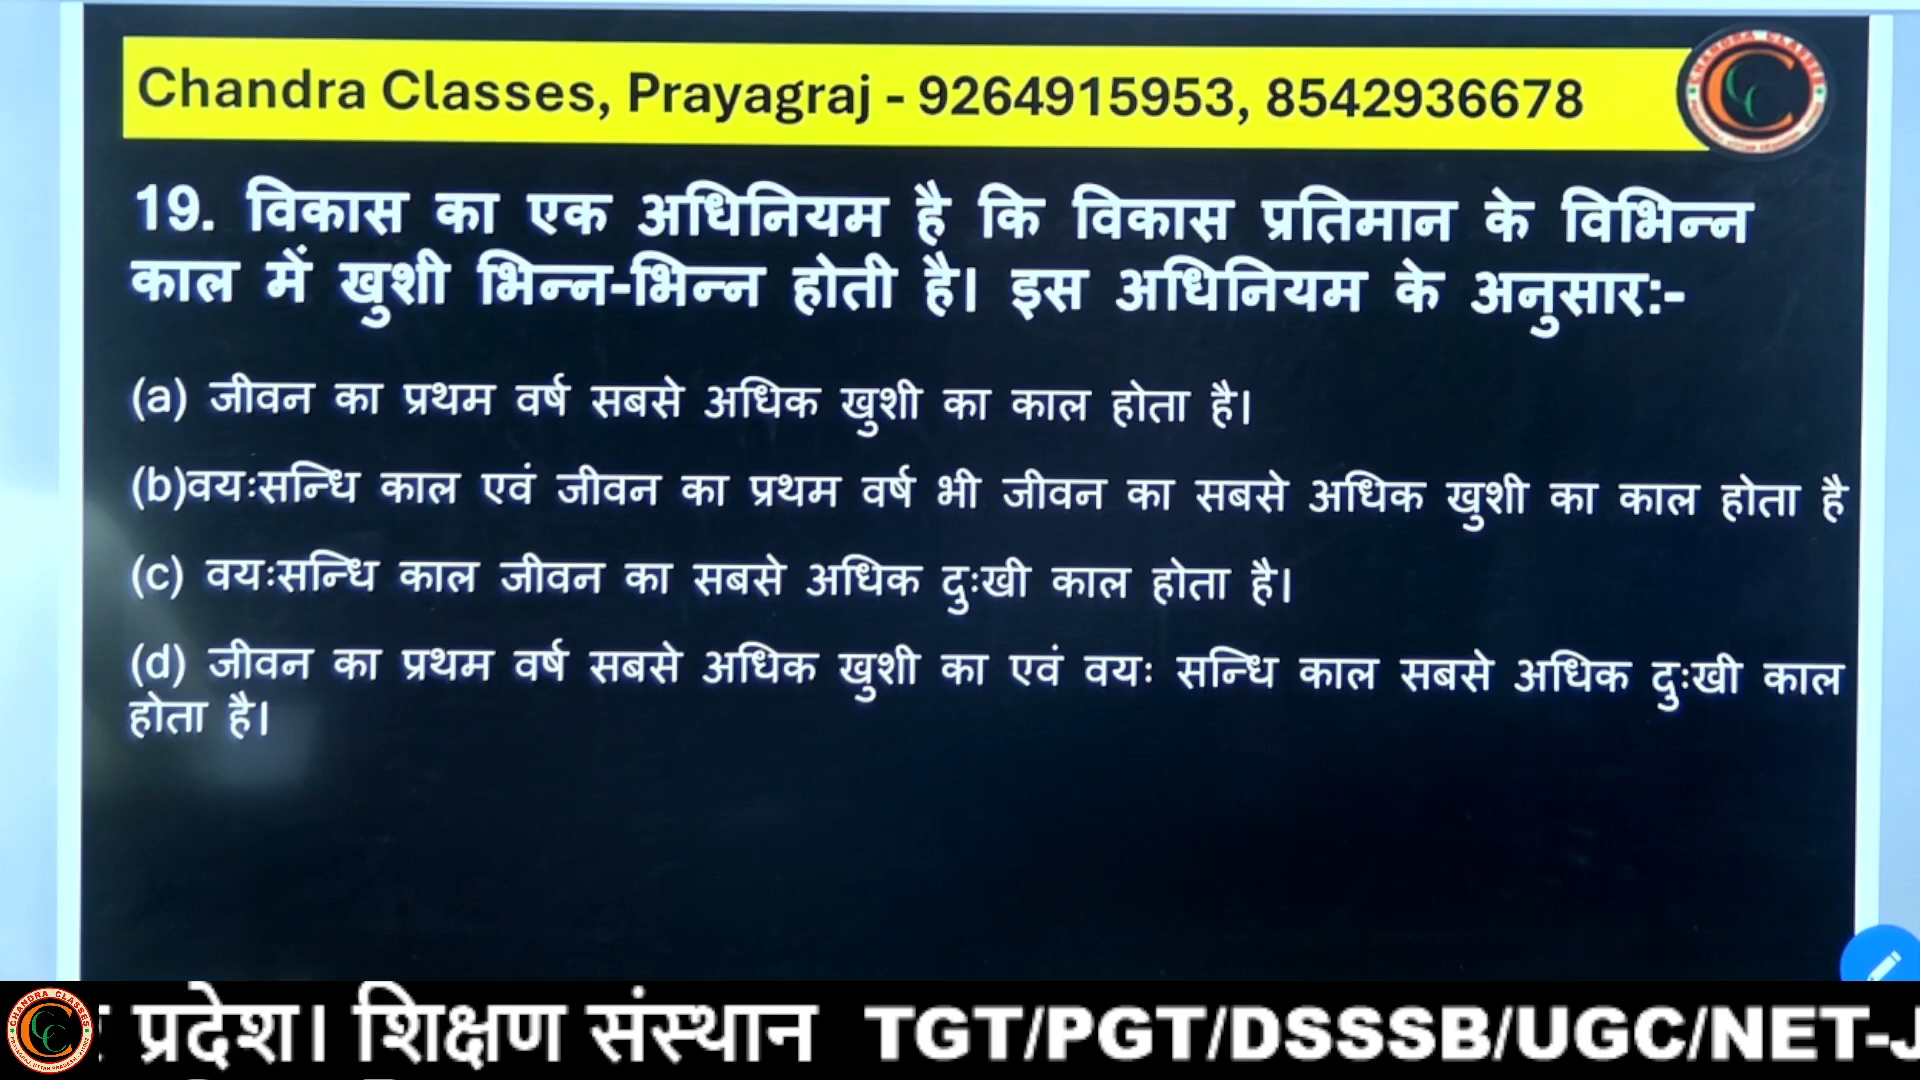 Chandra Classes, Prayagraj - 9264915953, 8542936678
19. विकास का एक अधिनियम है कि विकास प्रतिमान के विभिन्न
काल में खुशी भिन्न-भिन्न होती है। इस अधिनियम के अनुसार:-
(a) जीवन का प्रथम वर्ष सबसे अधिक खुशी का काल होता है।
(b)वयःसन्धि काल एवं जीवन का प्रथम वर्ष भी जीवन का सबसे अधिक खुशी का काल होता है
(c) वयःसन्धि काल जीवन का सबसे अधिक दुःखी काल होता है।
(d) जीवन का प्रथम वर्ष सबसे अधिक खुशी का एवं वयः सन्धि काल सबसे अधिक दुःखी काल
होता है।
प्रदेश। शिक्षण संस्थान TGT/PGT/DSSSB/UGC/NET-J